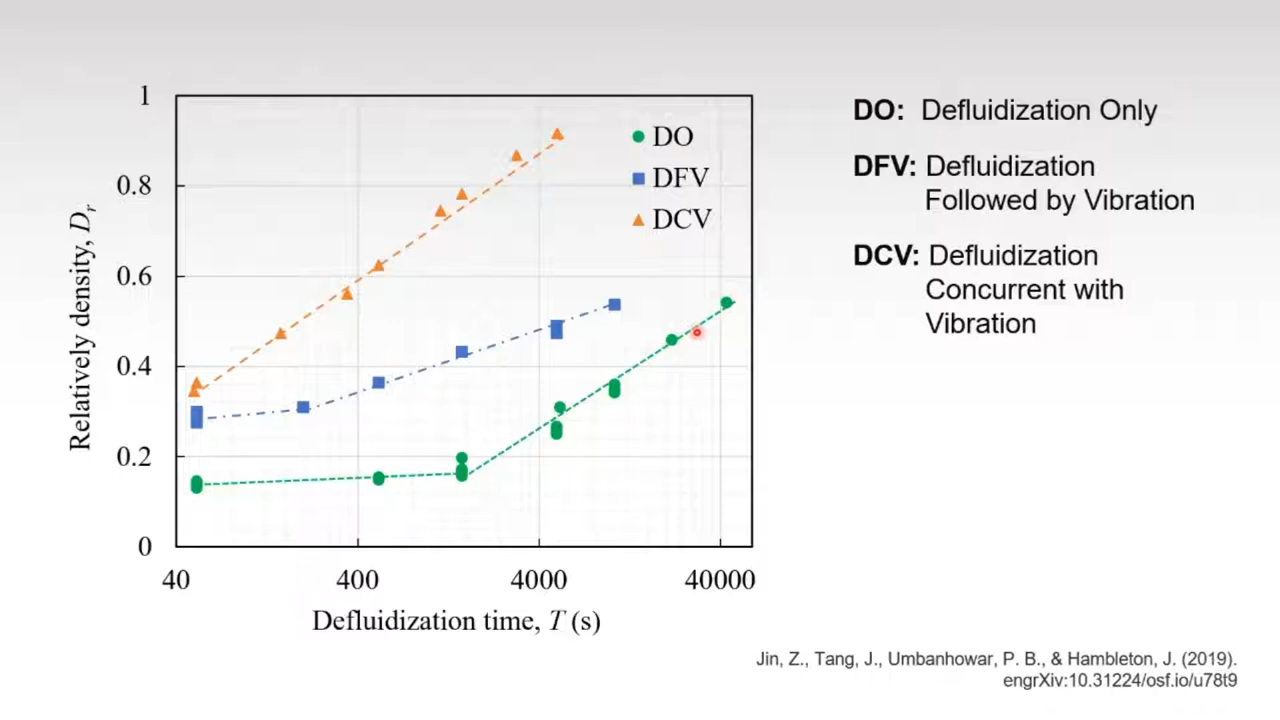 1
0.8
0.6
0.4
0.2
0
Relatively density, Dr
40
400
4000
40000
Defluidization time, T (s)
DO
DFV
DCV
DO: Defluidization Only
DFV: Defluidization
Followed by Vibration
DCV: Defluidization
Concurrent with
Vibration
Jin, Z., Tang, J., Umbanhowar, P. B., & Hambleton, J. (2019).
engrXiv:10.31224/osf.io/u78t9